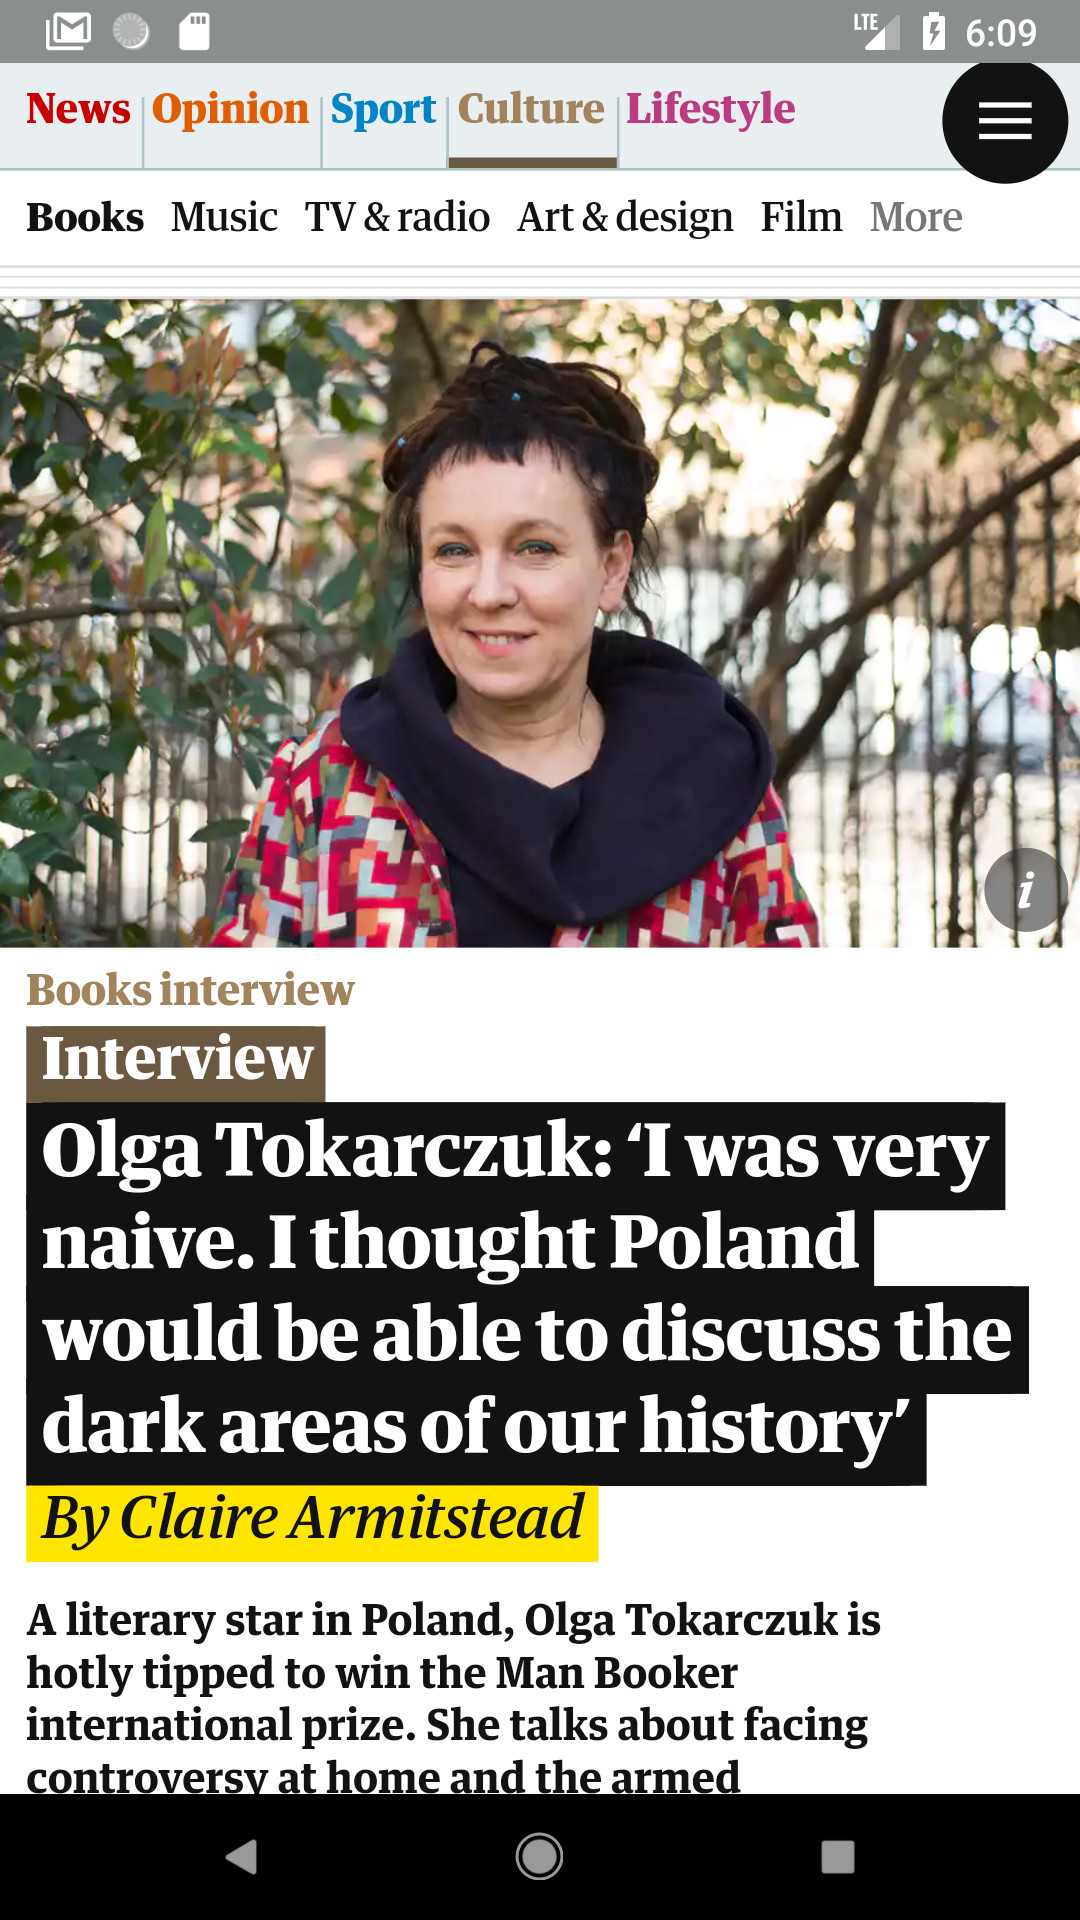 LTE 6:09
News Opinion Sport Culture Lifestyle
Books Music TV & radio Art & design Film More
i
Books interview
Interview
Olga Tokarczuk: ‘I was very
naive. I thought Poland
would be able to discuss the
dark areas of our history’
By Claire Armitstead
A literary star in Poland, Olga Tokarczuk is
hotly tipped to win the Man Booker
international prize. She talks about facing
controversy at home and the armed